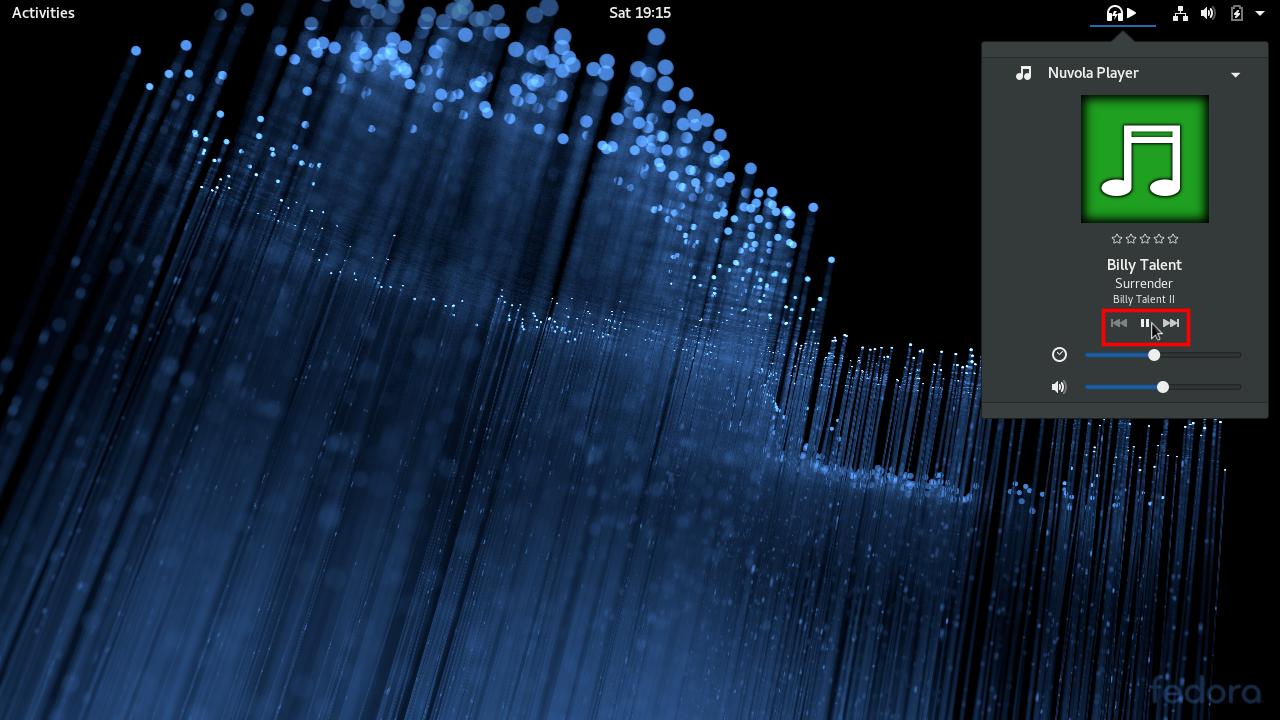 Activities
Sat 19:15
Nuvola Player
Billy Talent
Surrender
Billy Talent II
fedora